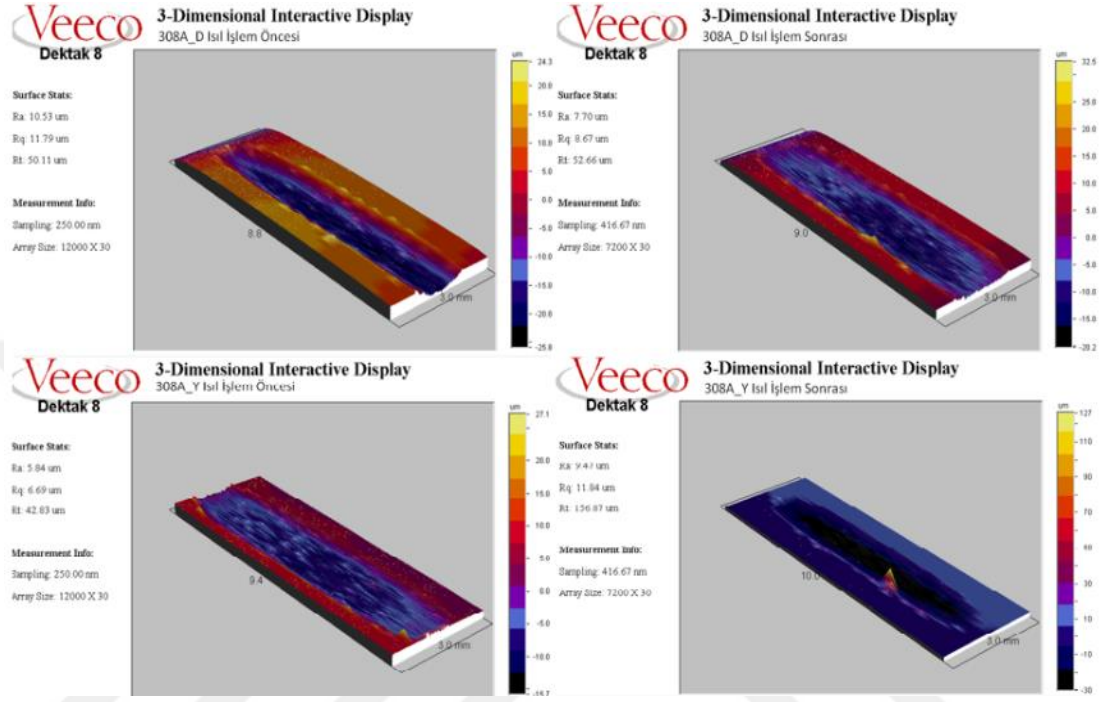 Veeco
Dektak 8
3-Dimensional Interactive Display
308A_D Isıl İşlem Öncesi
Surface Stats:
Ra: 10.53 um
Rq: 11.79 um
Rt: 50.11 um
Measurement Info:
Sampling: 250.00 nm
Array Size: 12000 X 30
8.8
3.0 mm
um
24.3
20.0
15.0
10.0
5.0
0.0
-5.0
-10.0
-15.0
-20.0
-25.8
Veeco
Dektak 8
3-Dimensional Interactive Display
308A_D Isıl İşlem Sonrası
Surface Stats:
Ra: 7.70 um
Rq: 8.67 um
Rt: 52.66 um
Measurement Info:
Sampling: 416.67 nm
Array Size: 7200 X 30
9.0
3.0 mm
um
32.5
25.0
20.0
15.0
10.0
5.0
0.0
-5.0
-10.0
-15.0
-20.2
Veeco
Dektak 8
3-Dimensional Interactive Display
308A_Y Isıl İşlem Öncesi
Surface Stats:
Ra: 5.84 um
Rq: 6.69 um
Rt: 42.83 um
Measurement Info:
Sampling: 250.00 nm
Array Size: 12000 X 30
9.4
3.0 mm
um
27.1
20.0
15.0
10.0
5.0
0.0
-5.0
-10.0
-15.7
Veeco
Dektak 8
3-Dimensional Interactive Display
308A_Y Isıl İşlem Sonrası
Surface Stats:
Ra: 9.47 um
Rq: 11.84 um
Rt: 156.87 um
Measurement Info:
Sampling: 416.67 nm
Array Size: 7200 X 30
10.0
3.0 mm
um
127
110
90
70
30
10
-10
-30